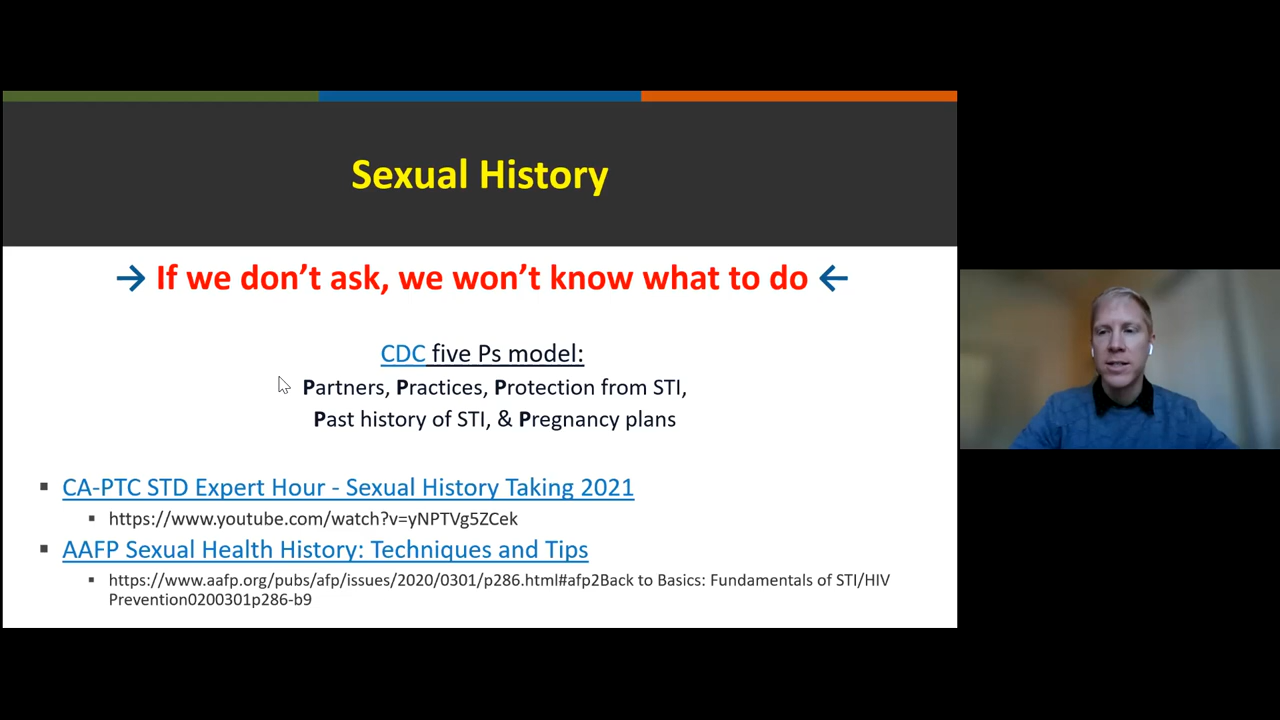 Sexual History
→ If we don't ask, we won't know what to do ←
CDC five Ps model:
Partners, Practices, Protection from STI,
Past history of STI, & Pregnancy plans
▪ CA-PTC STD Expert Hour - Sexual History Taking 2021
▪ https://www.youtube.com/watch?v=yNPTVg5ZCek
▪ AAFP Sexual Health History: Techniques and Tips
▪ https://www.aafp.org/pubs/afp/issues/2020/0301/p286.html#afp2Back to Basics: Fundamentals of STI/HIV
Prevention0200301p286-b9